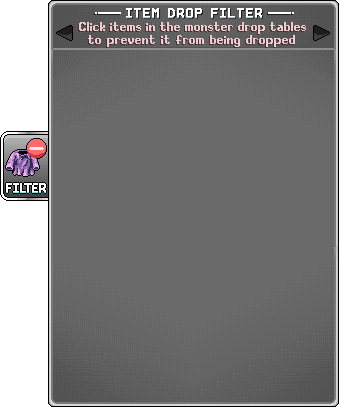 ITEM DROP FILTER
Click items in the monster drop tables
to prevent it from being dropped
FILTER